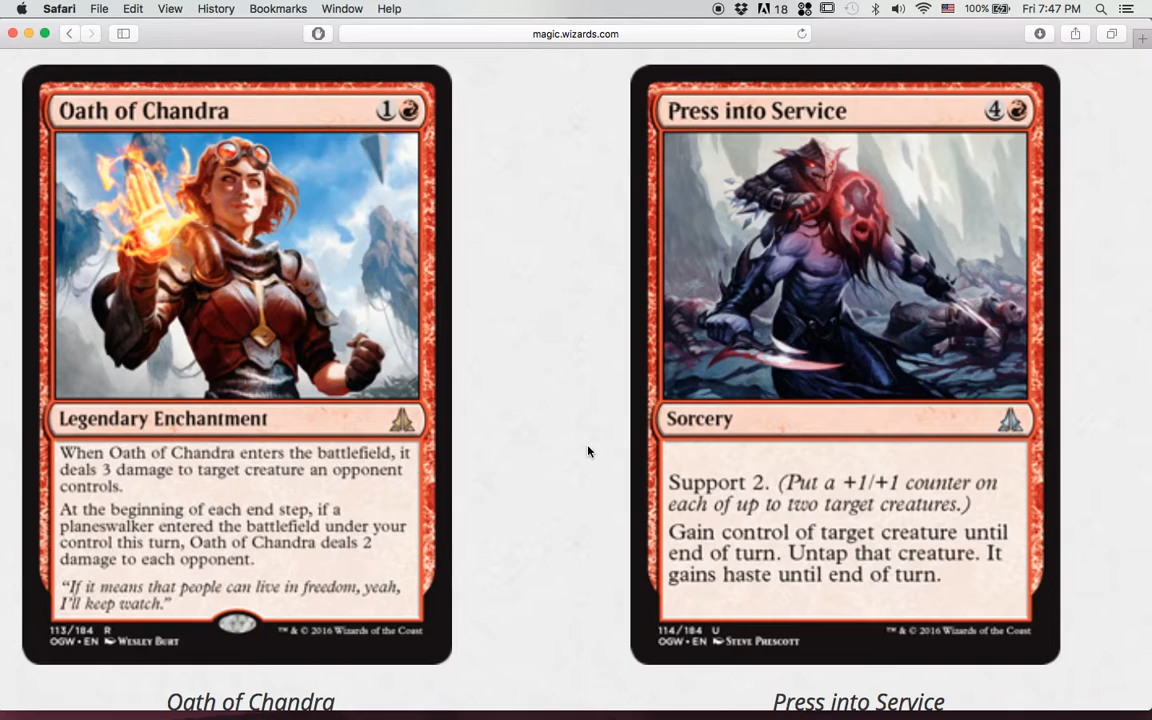 Safari File Edit View History Bookmarks Window Help 18 100% Fri 7:47 PM
magic.wizards.com
Oath of Chandra 1
Legendary Enchantment
When Oath of Chandra enters the battlefield, it
deals 3 damage to target creature an opponent
controls.
At the beginning of each end step, if a
planeswalker entered the battlefield under your
control this turn, Oath of Chandra deals 2
damage to each opponent.
“If it means that people can live in freedom, yeah,
I’ll keep watch.”
113/184 R
OGW • EN Wesley Burt
™ & © 2016 Wizards of the Coast
Oath of Chandra
Press into Service 4
Sorcery
Support 2. (Put a +1/+1 counter on
each of up to two target creatures.)
Gain control of target creature until
end of turn. Untap that creature. It
gains haste until end of turn.
114/184 U
OGW • EN Steve Prescott
™ & © 2016 Wizards of the Coast
Press into Service